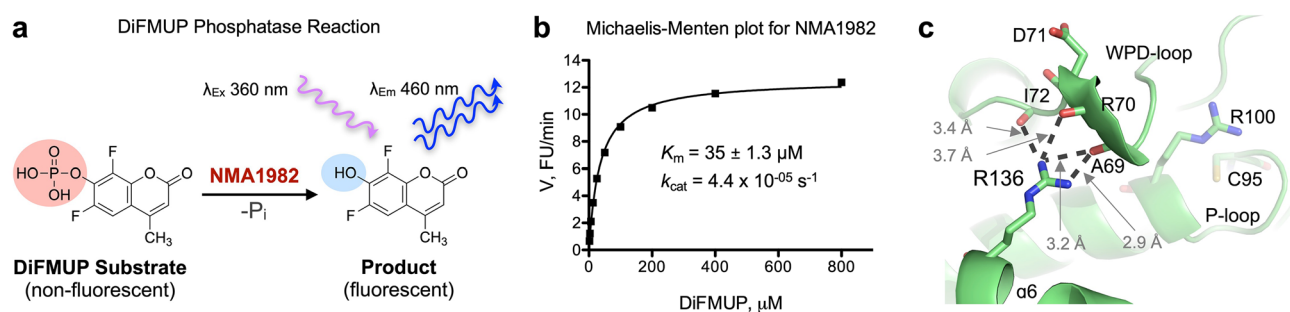 a
DiFMUP Phosphatase Reaction
λEx 360 nm
λEm 460 nm
O
HO-P-O
OH
F
F
O
O
CH3
NMA1982
-Pi
HO
F
F
O
O
CH3
DiFMUP Substrate
(non-fluorescent)
Product
(fluorescent)
b
Michaelis-Menten plot for NMA1982
V, FU/min
14
12
10
8
6
4
2
0
Km = 35 ± 1.3 µM
kcat = 4.4 x 10-05 s-1
0
200
400
600
800
DiFMUP, µM
c
D71
WPD-loop
I72
R70
R100
3.4 Å
3.7 Å
A69
R136
C95
P-loop
3.2 Å
2.9 Å
α6